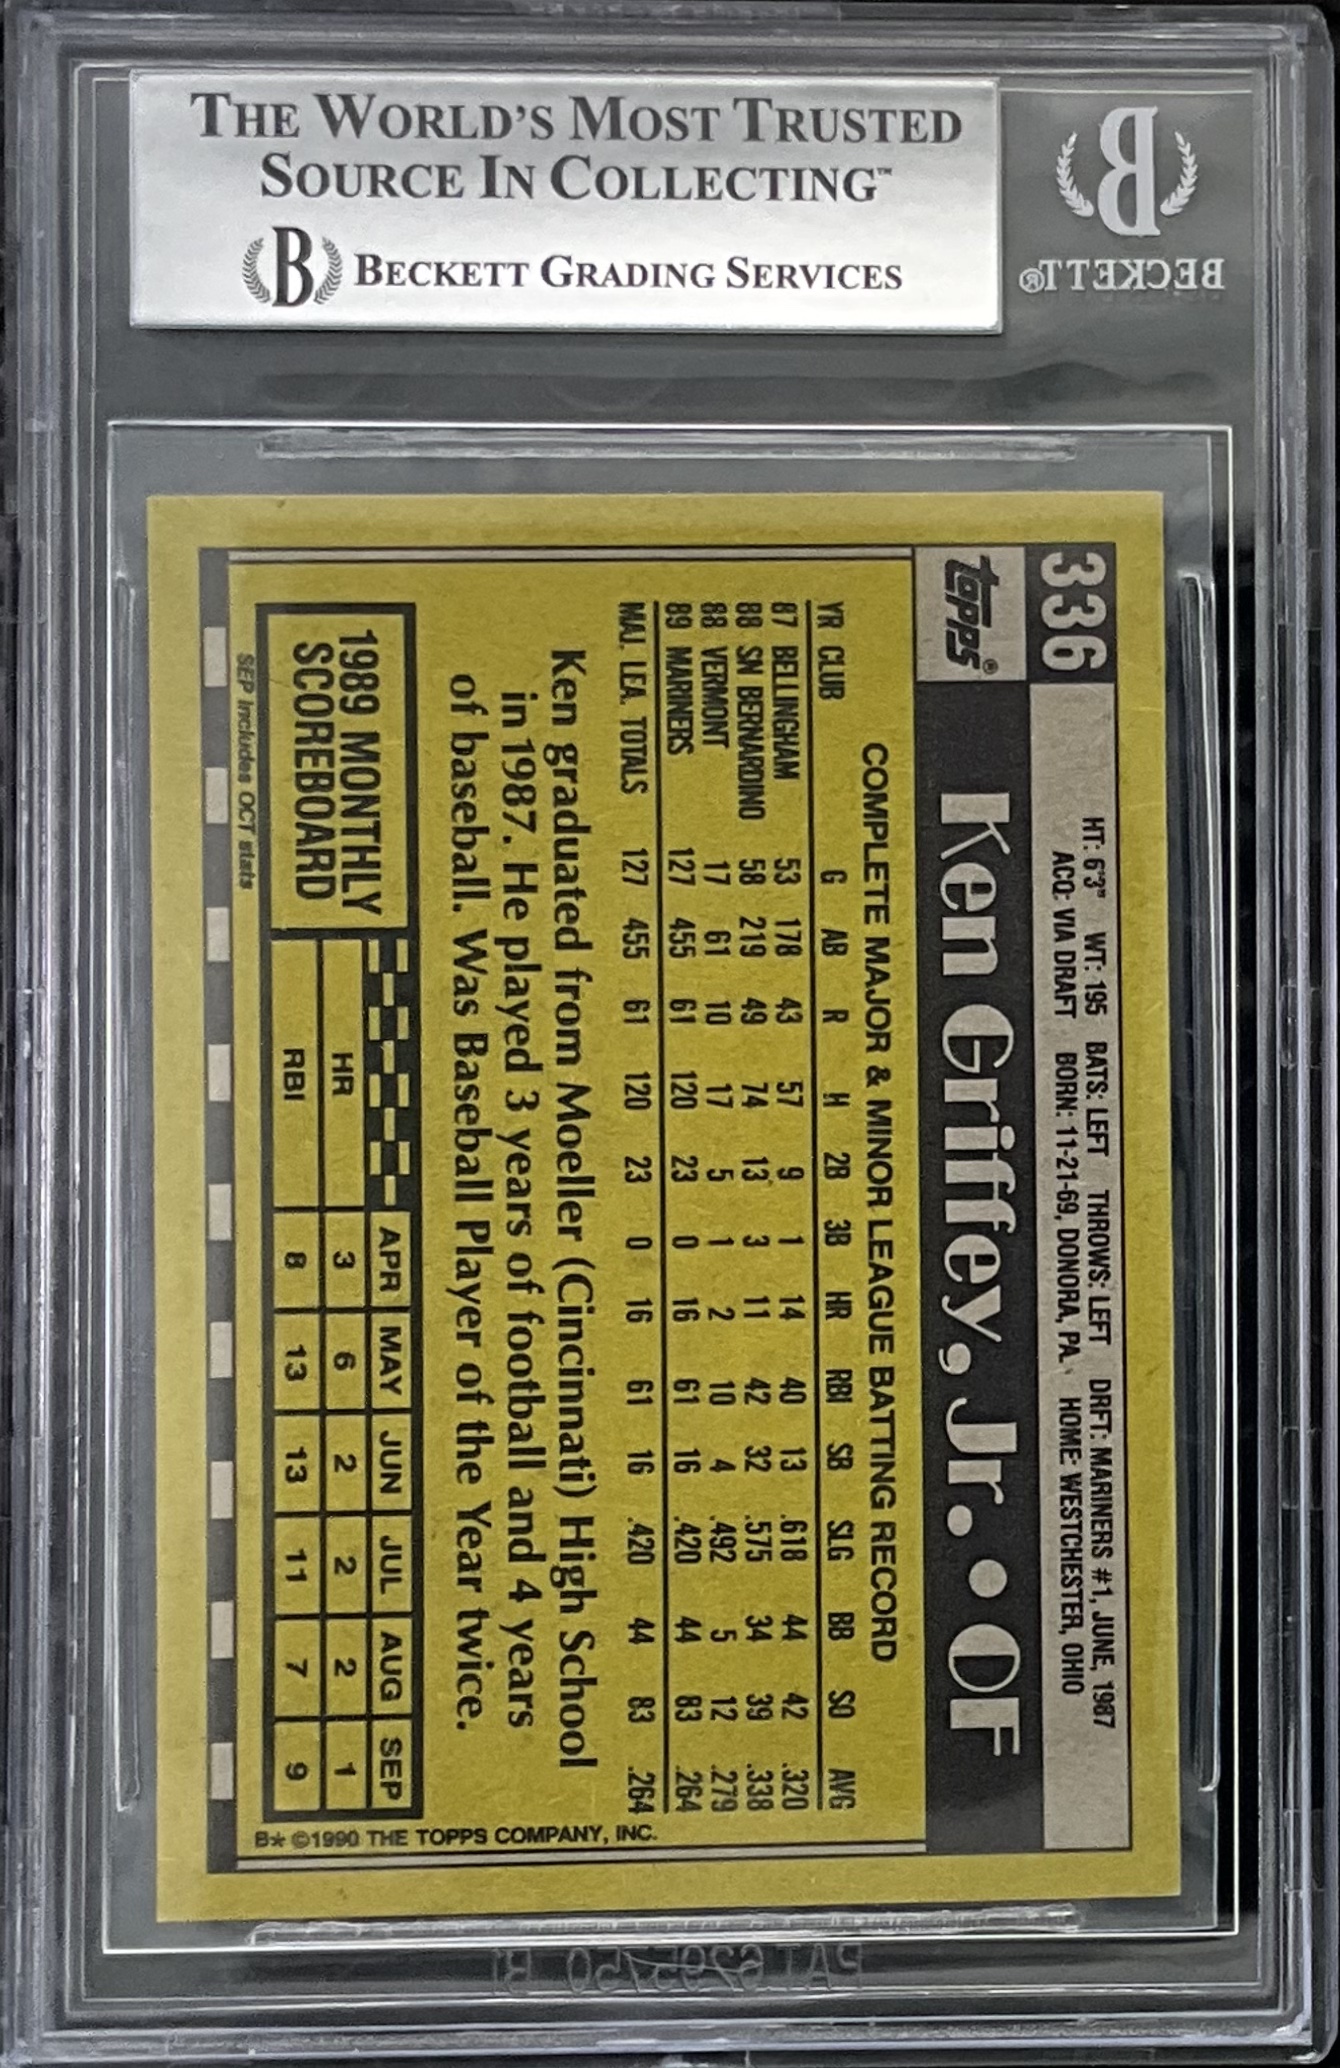 THE WORLD'S MOST TRUSTED
SOURCE IN COLLECTING™
B BECKETT GRADING SERVICES
B
BECKETT®
336
HT: 6'3" WT: 195 BATS: LEFT THROWS: LEFT DRFT: MARINERS #1, JUNE, 1987
ACQ: VIA DRAFT BORN: 11-21-69, DONORA, PA. HOME: WESTCHESTER, OHIO
topps®
Ken Griffey, Jr. • OF
COMPLETE MAJOR & MINOR LEAGUE BATTING RECORD
YR CLUB G AB R H 2B 3B HR RBI SB SLG BB SO AVG
87 BELLINGHAM 53 178 43 57 9 1 14 40 13 .618 44 42 .320
88 SN BERNARDINO 58 219 49 74 13 3 11 42 32 .575 34 39 .338
88 VERMONT 17 61 10 17 5 1 2 10 4 .492 5 12 .279
89 MARINERS 127 455 61 120 23 0 16 61 16 .420 44 83 .264
MAJ. LEA. TOTALS 127 455 61 120 23 0 16 61 16 .420 44 83 .264
Ken graduated from Moeller (Cincinnati) High School
in 1987. He played 3 years of football and 4 years
of baseball. Was Baseball Player of the Year twice.
1989 MONTHLY
SCOREBOARD
APR MAY JUN JUL AUG SEP
HR 3 6 2 2 2 1
RBI 8 13 13 11 7 9
SEP includes OCT stats
B* ©1990 THE TOPPS COMPANY, INC.